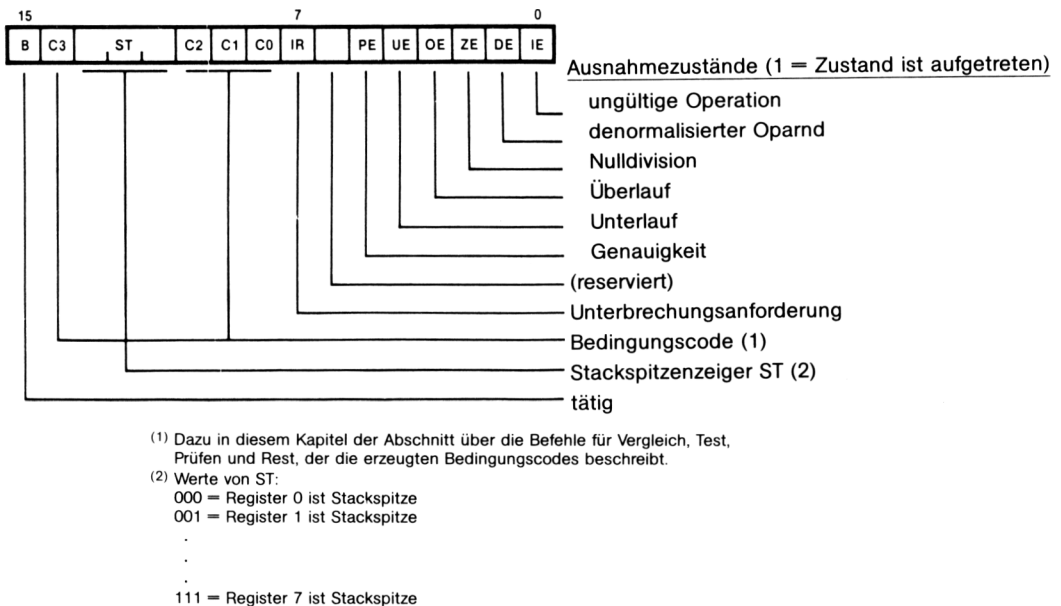 15 7 0
B C3 ST C2 C1 C0 IR PE UE OE ZE DE IE
Ausnahmezustände (1 = Zustand ist aufgetreten)
ungültige Operation
denormalisierter Oparnd
Nulldivision
Überlauf
Unterlauf
Genauigkeit
(reserviert)
Unterbrechungsanforderung
Bedingungscode (1)
Stackspitzenzeiger ST (2)
tätig
(1) Dazu in diesem Kapitel der Abschnitt über die Befehle für Vergleich, Test,
Prüfen und Rest, der die erzeugten Bedingungscodes beschreibt.
(2) Werte von ST:
000 = Register 0 ist Stackspitze
001 = Register 1 ist Stackspitze
.
.
.
111 = Register 7 ist Stackspitze